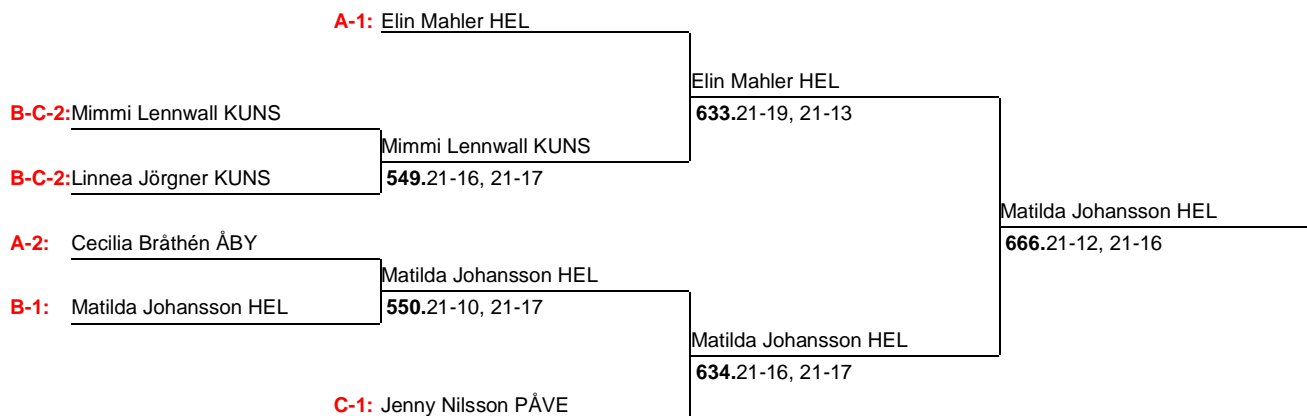 A-1: Elin Mahler HEL
Elin Mahler HEL
B-C-2: Mimmi Lennwall KUNS
633. 21-19, 21-13
Mimmi Lennwall KUNS
B-C-2: Linnea Jörgner KUNS
549. 21-16, 21-17
Matilda Johansson HEL
A-2: Cecilia Bråthén ÅBY
666. 21-12, 21-16
Matilda Johansson HEL
B-1: Matilda Johansson HEL
550. 21-10, 21-17
Matilda Johansson HEL
634. 21-16, 21-17
C-1: Jenny Nilsson PÅVE